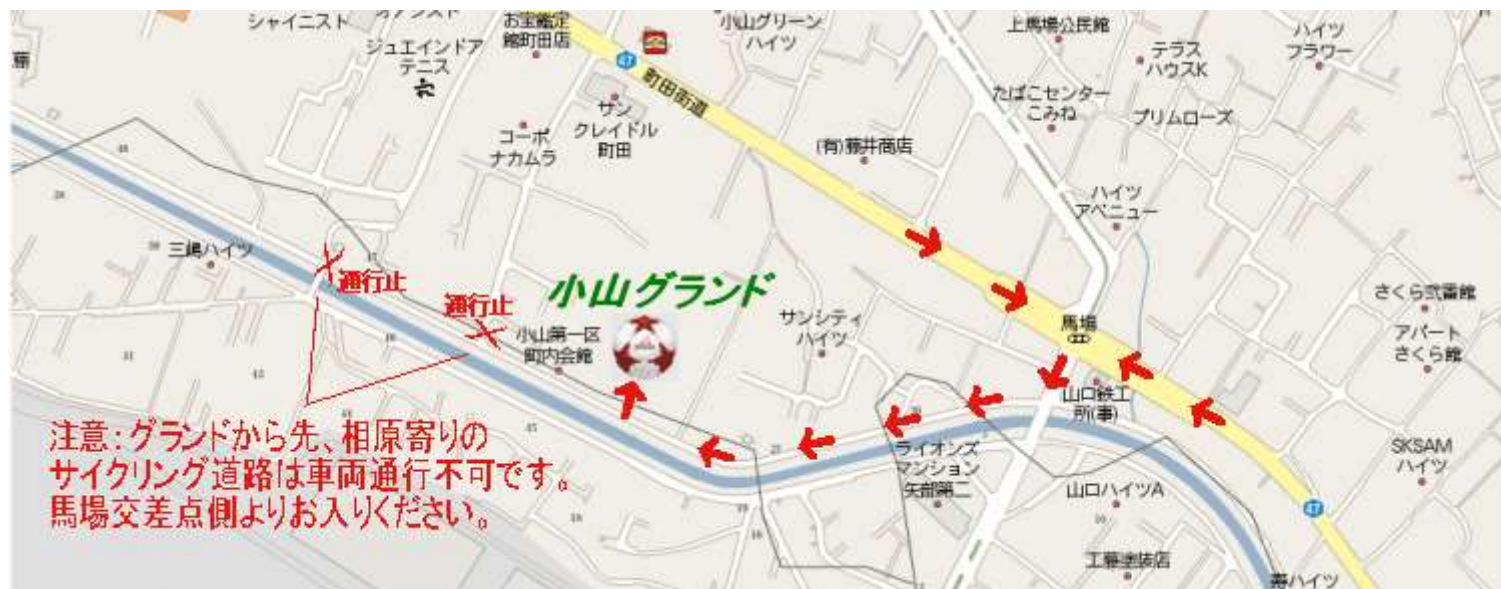 シャイニスト
お宝鑑定
館町田店
小山グリーン
ハイツ
上馬場公民館
ハイツ
フラワー
ジュエインドア
テニス
47
町田街道
テラス
ハウスK
藤
たばこセンター
こみね
プリムローズ
サン
クレイドル
町田
コーポ
ナカムラ
(有)藤井商店
ハイツ
アベニュー
三嶋ハイツ
通行止
通行止
小山グランド
小山第一区
町内会館
サンシティ
ハイツ
馬場
さくら弐番館
アパート
さくら館
山口鉄工
所(事)
注意:グランドから先、相原寄りの
サイクリング道路は車両通行不可です。
馬場交差点側よりお入りください。
ライオンズ
マンション
矢部第二
山口ハイツA
SKSAM
ハイツ
47
工藤塗装店
寿ハイツ